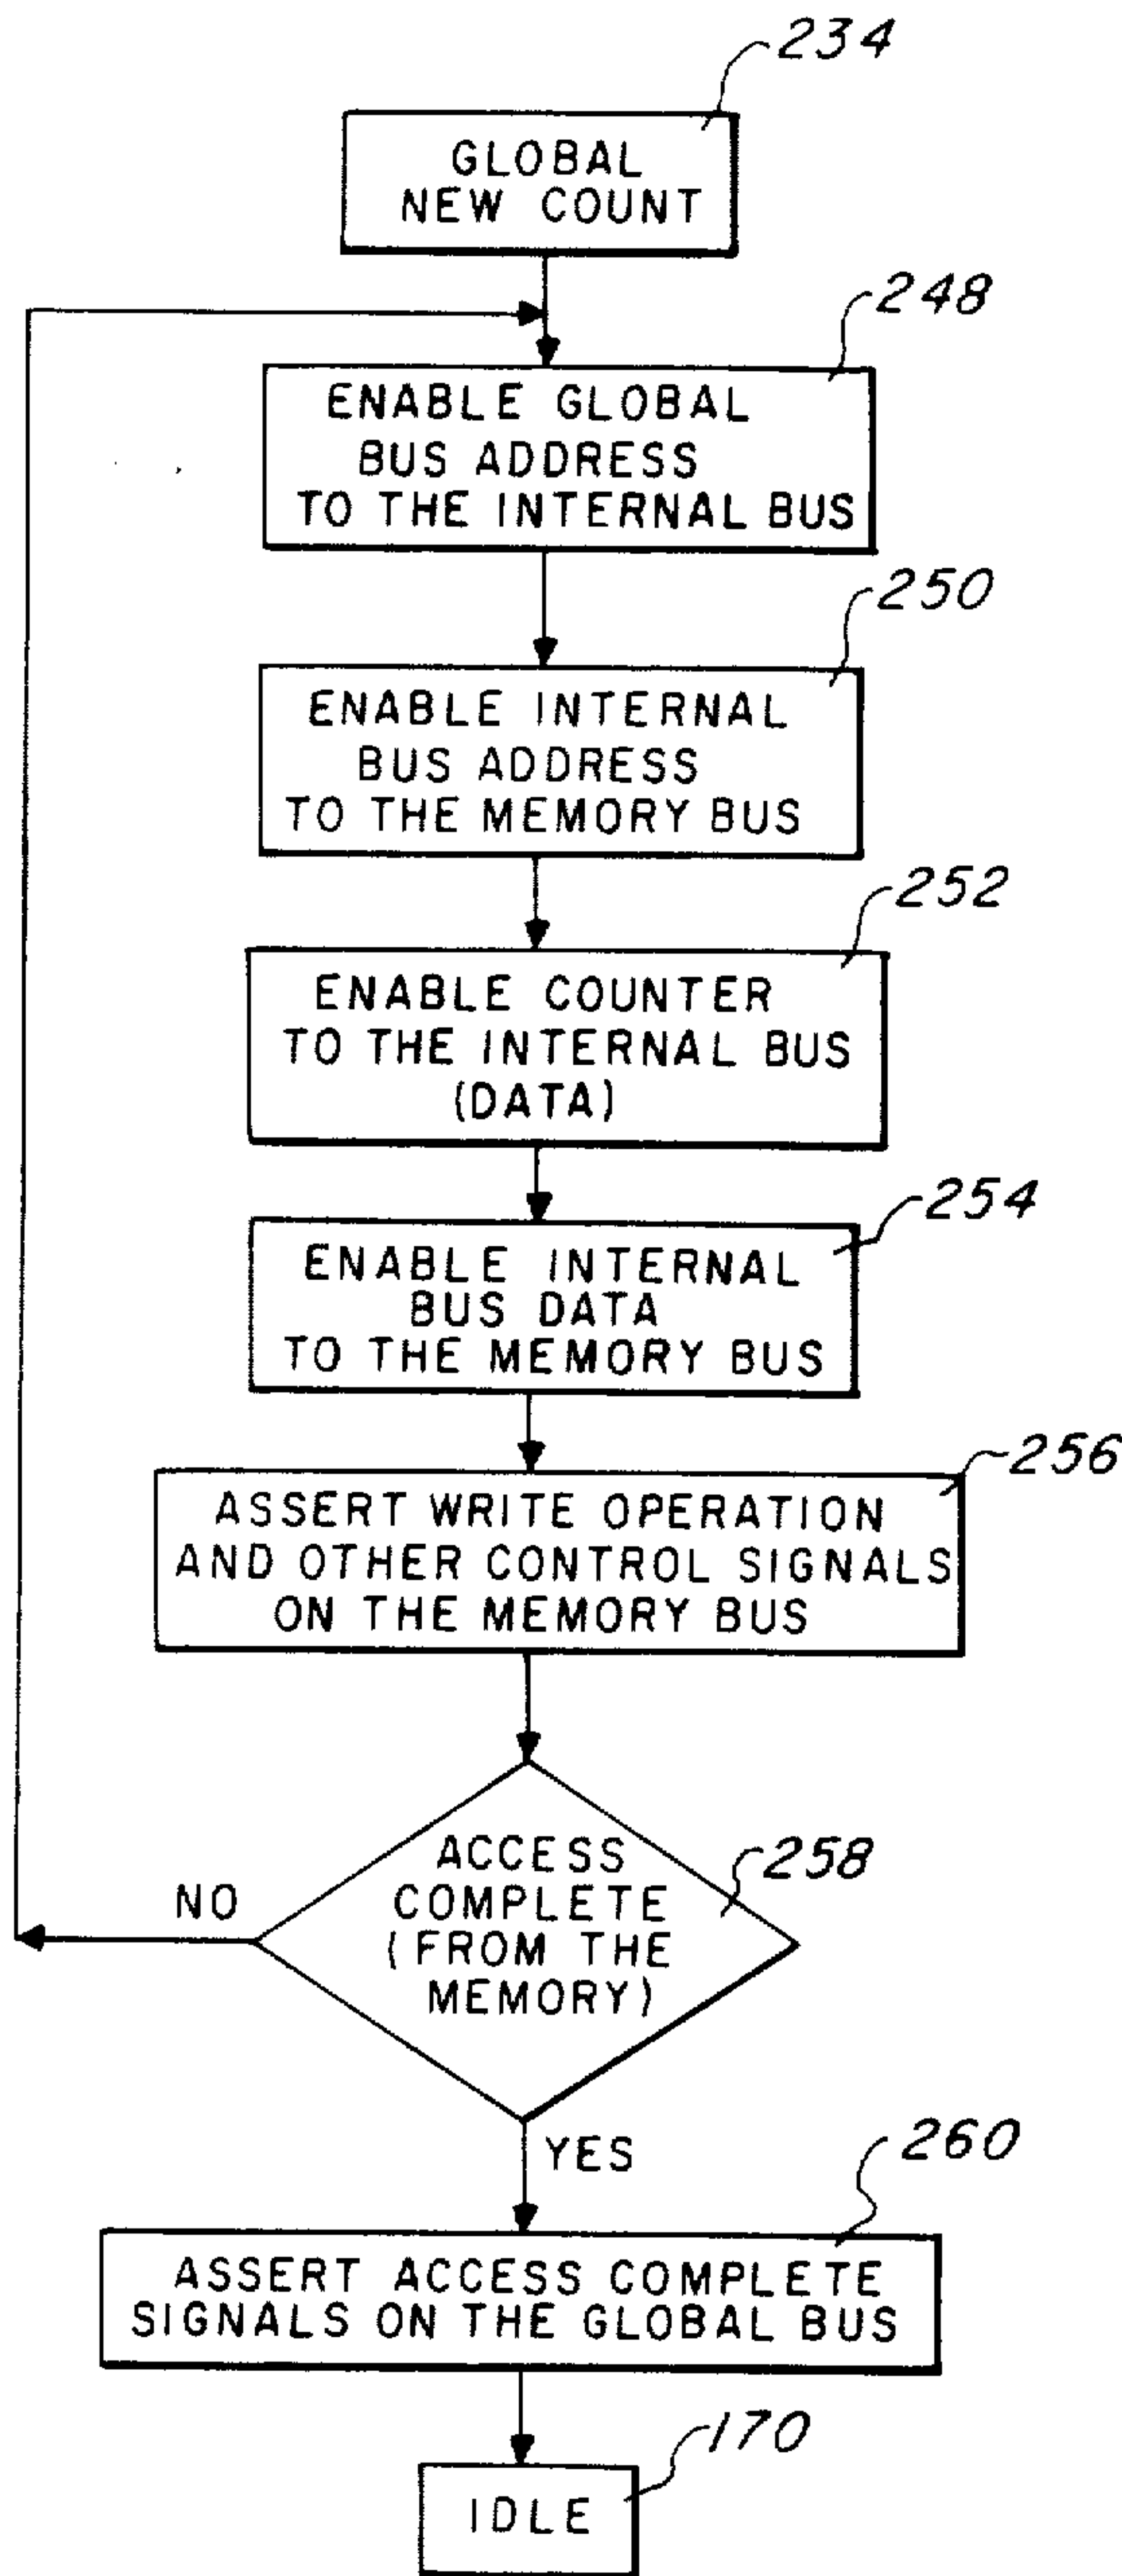 234
GLOBAL
NEW COUNT
248
ENABLE GLOBAL
BUS ADDRESS
TO THE INTERNAL BUS
250
ENABLE INTERNAL
BUS ADDRESS
TO THE MEMORY BUS
252
ENABLE COUNTER
TO THE INTERNAL BUS
(DATA)
254
ENABLE INTERNAL
BUS DATA
TO THE MEMORY BUS
256
ASSERT WRITE OPERATION
AND OTHER CONTROL SIGNALS
ON THE MEMORY BUS
258
ACCESS
COMPLETE
(FROM THE
MEMORY)
NO
YES
260
ASSERT ACCESS COMPLETE
SIGNALS ON THE GLOBAL BUS
170
IDLE